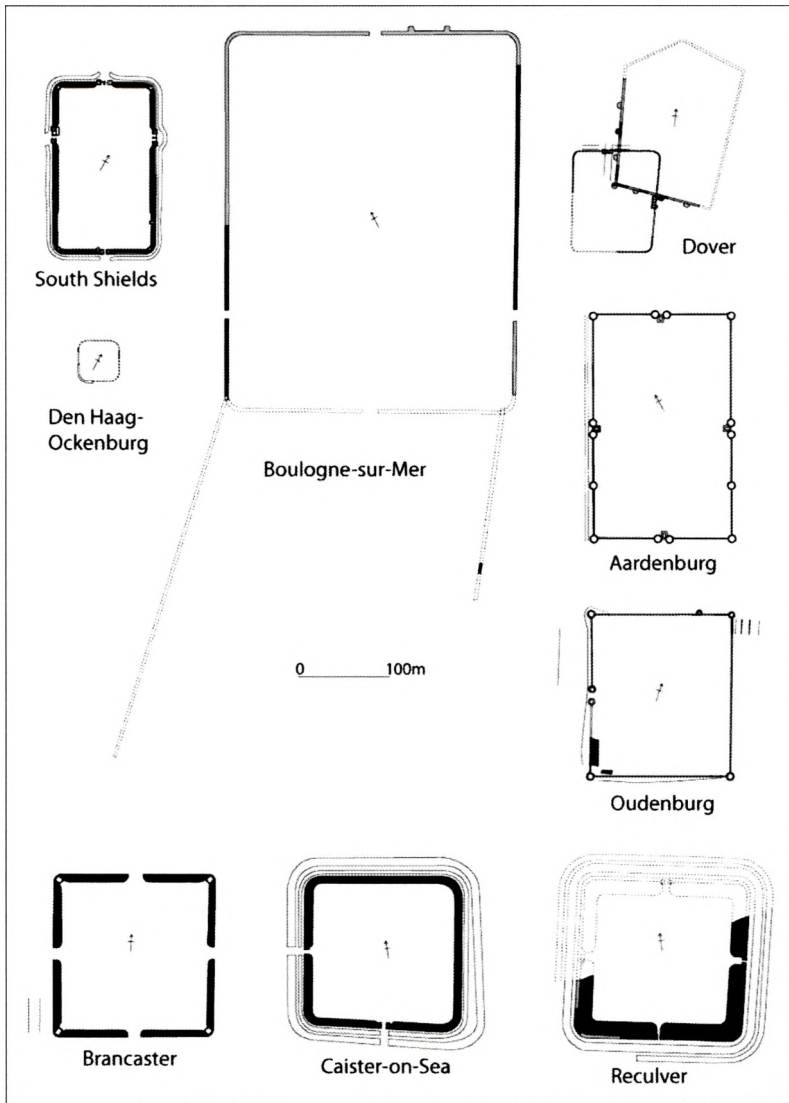 South Shields
Dover
Den Haag-
Ockenburg
Boulogne-sur-Mer
Aardenburg
0 100m
Oudenburg
Brancaster
Caister-on-Sea
Reculver